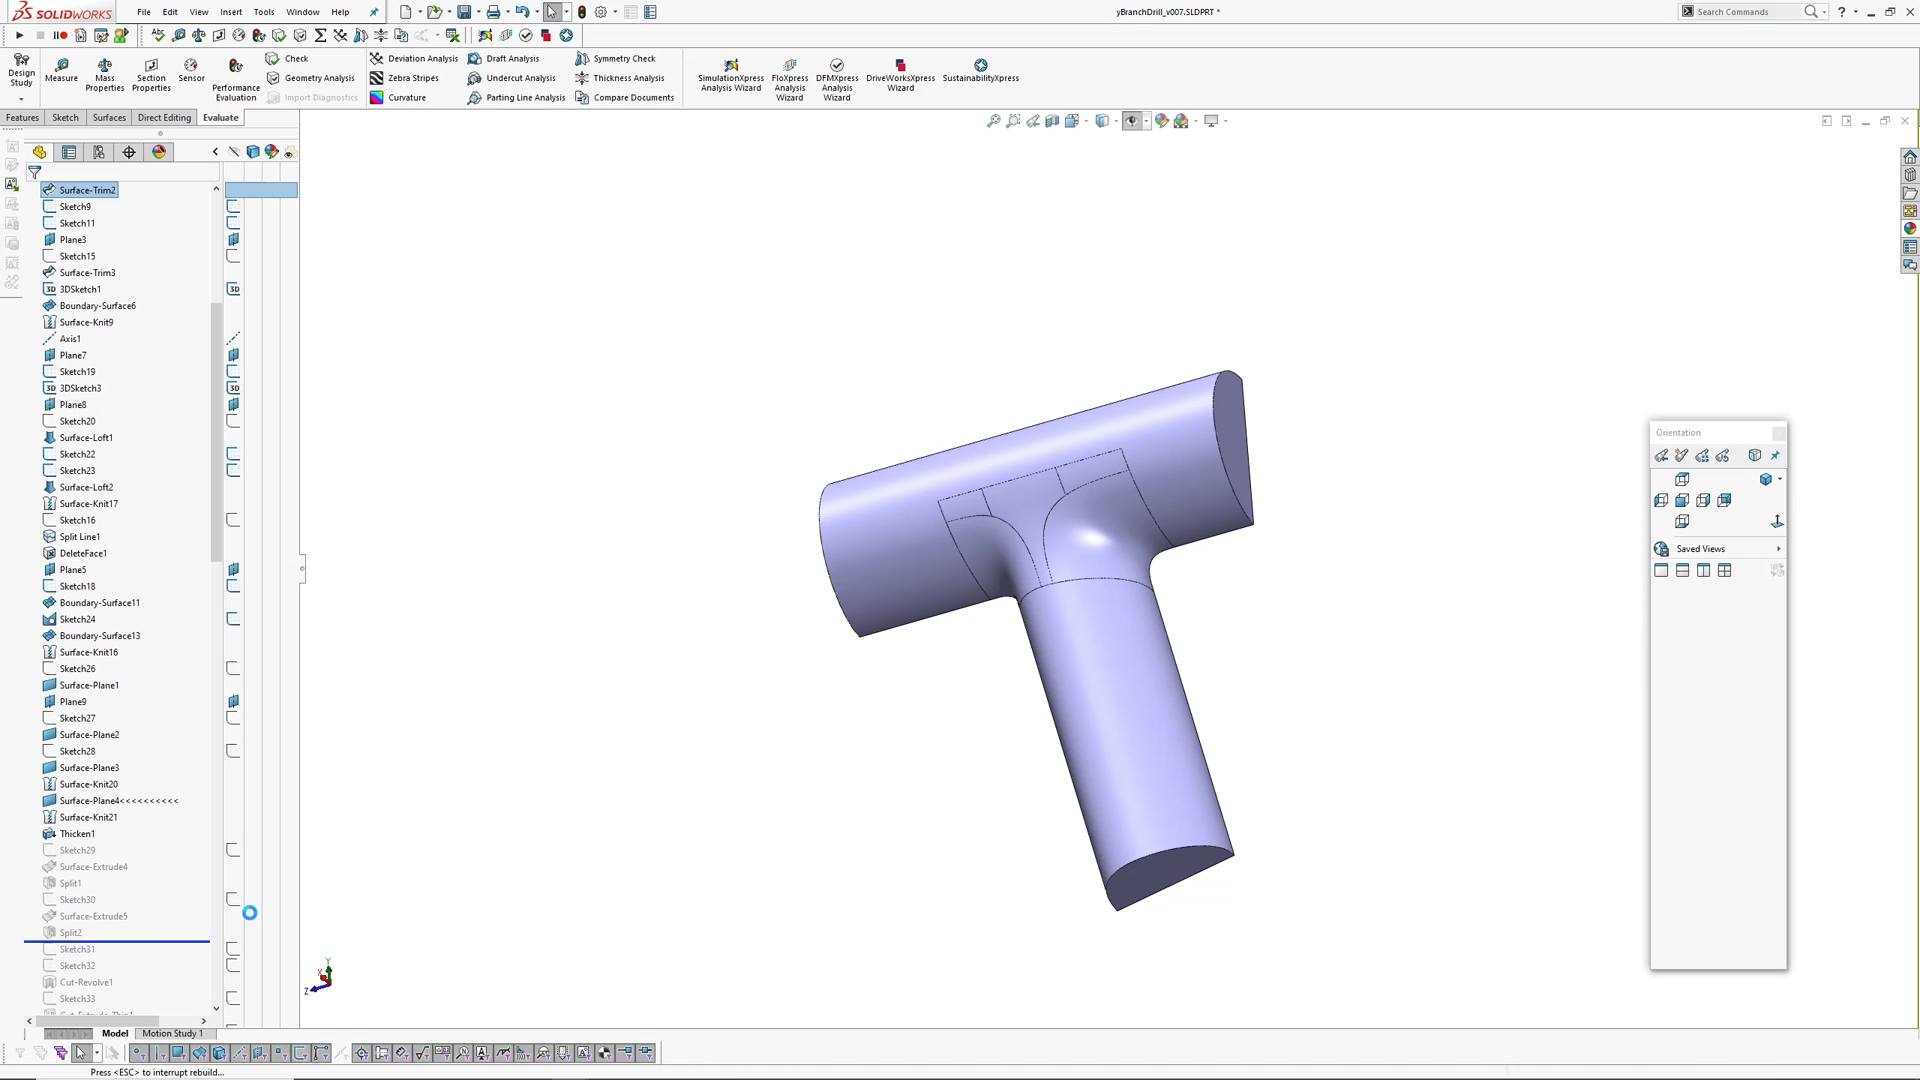 SOLIDWORKS File Edit View Insert Tools Window Help yBranchDrill_v007.SLDPRT * Search Commands
Design Study
Measure
Mass Properties
Section Properties
Sensor
Performance Evaluation
Check
Geometry Analysis
Import Diagnostics
Deviation Analysis
Zebra Stripes
Curvature
Draft Analysis
Undercut Analysis
Parting Line Analysis
Symmetry Check
Thickness Analysis
Compare Documents
SimulationXpress Analysis Wizard
FloXpress Analysis Wizard
DFMXpress Analysis Wizard
DriveWorksXpress Wizard
SustainabilityXpress
Features Sketch Surfaces Direct Editing Evaluate
Surface-Trim2
Sketch9
Sketch11
Plane3
Sketch15
Surface-Trim3
3DSketch1
Boundary-Surface6
Surface-Knit9
Axis1
Plane7
Sketch19
3DSketch3
Plane8
Sketch20
Surface-Loft1
Sketch22
Sketch23
Surface-Loft2
Surface-Knit17
Sketch16
Split Line1
DeleteFace1
Plane5
Sketch18
Boundary-Surface11
Sketch24
Boundary-Surface13
Surface-Knit16
Sketch26
Surface-Plane1
Plane9
Sketch27
Surface-Plane2
Sketch28
Surface-Plane3
Surface-Knit20
Surface-Plane4<<<<<<<<<<
Surface-Knit21
Thicken1
Sketch29
Surface-Extrude4
Split1
Sketch30
Surface-Extrude5
Split2
Sketch31
Sketch32
Cut-Revolve1
Sketch33
Orientation
Saved Views
Y
X
Z
Model Motion Study 1
Press <ESC> to interrupt rebuild...